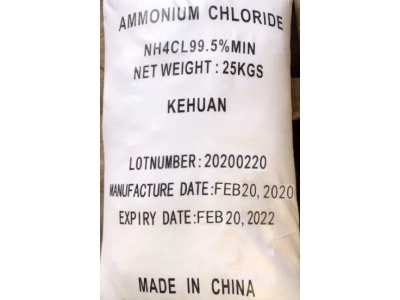 AMMONIUM CHLORIDE
NH4CL99.5%MIN
NET WEIGHT : 25KGS
KEHUAN
LOTNUMBER: 20200220
MANUFACTURE DATE:FEB20, 2020
EXPIRY DATE:FEB 20, 2022
MADE IN CHINA